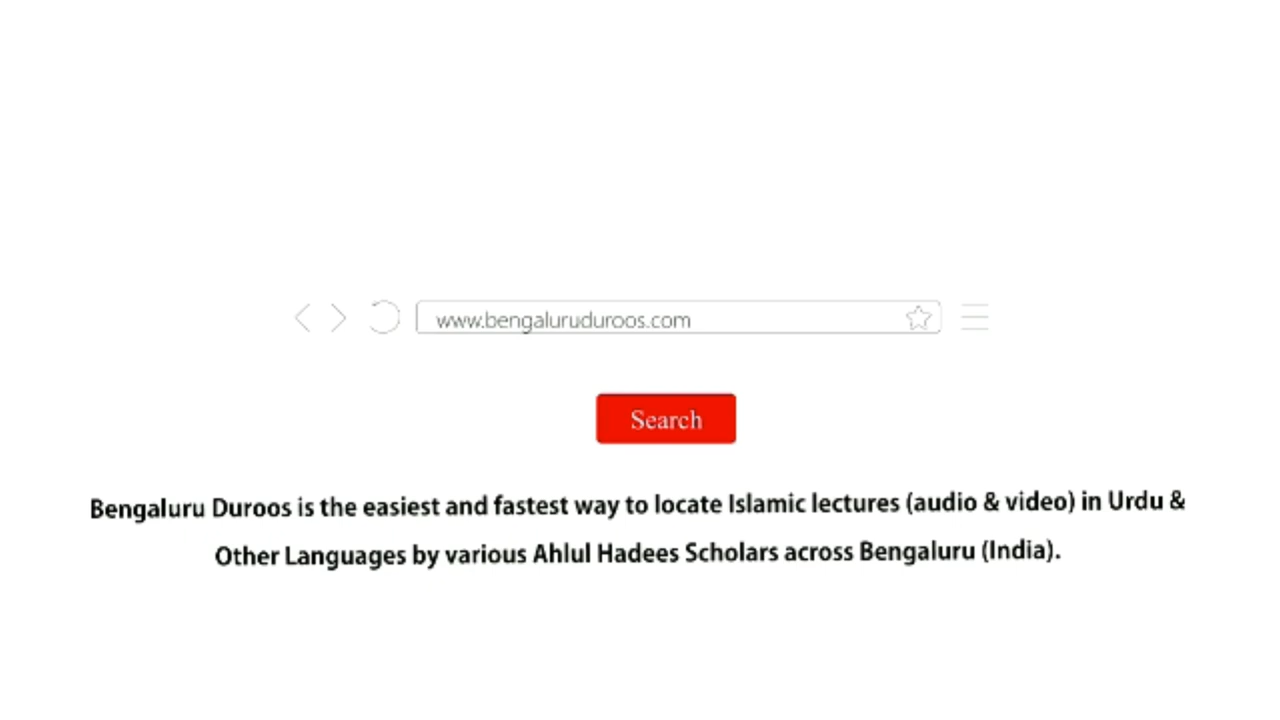 www.bengaluruduroos.com
Search
Bengaluru Duroos is the easiest and fastest way to locate Islamic lectures (audio & video) in Urdu &
Other Languages by various Ahlul Hadees Scholars across Bengaluru (India).